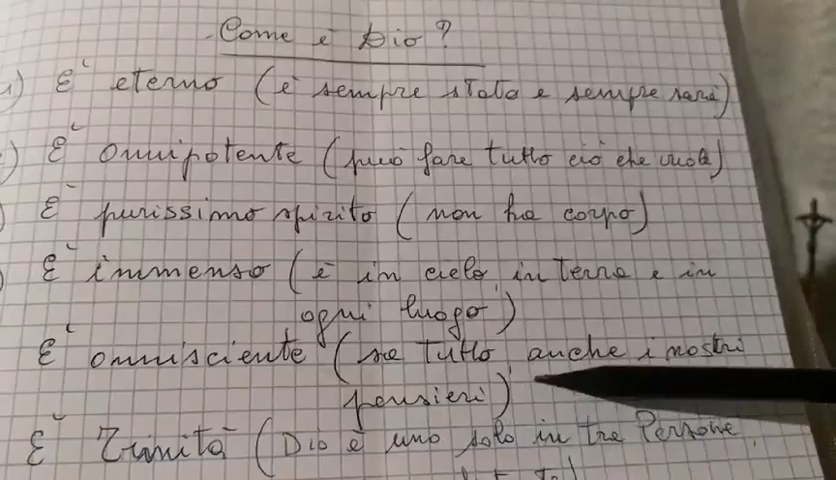 Come è Dio?
1) E' eterno (è sempre stato e sempre sarà)
) E' onnipotente (può fare tutto ciò che vuole)
) E' purissimo spirito (non ha corpo)
) E' immenso (è in cielo, in terra e in
ogni luogo)
E' onnisciente (sa tutto, anche i nostri
pensieri)
E' Trinità (Dio è uno solo in tre Persone,